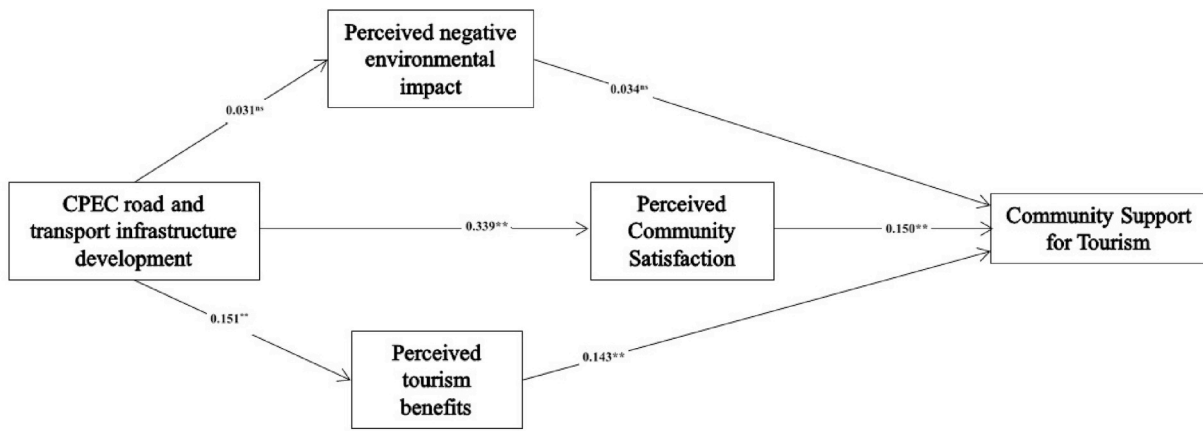 Perceived negative
environmental
impact
0.031ⁿˢ
0.034ⁿˢ
CPEC road and
transport infrastructure
development
0.339**
Perceived
Community
Satisfaction
0.150**
Community Support
for Tourism
0.151**
Perceived
tourism
benefits
0.143**